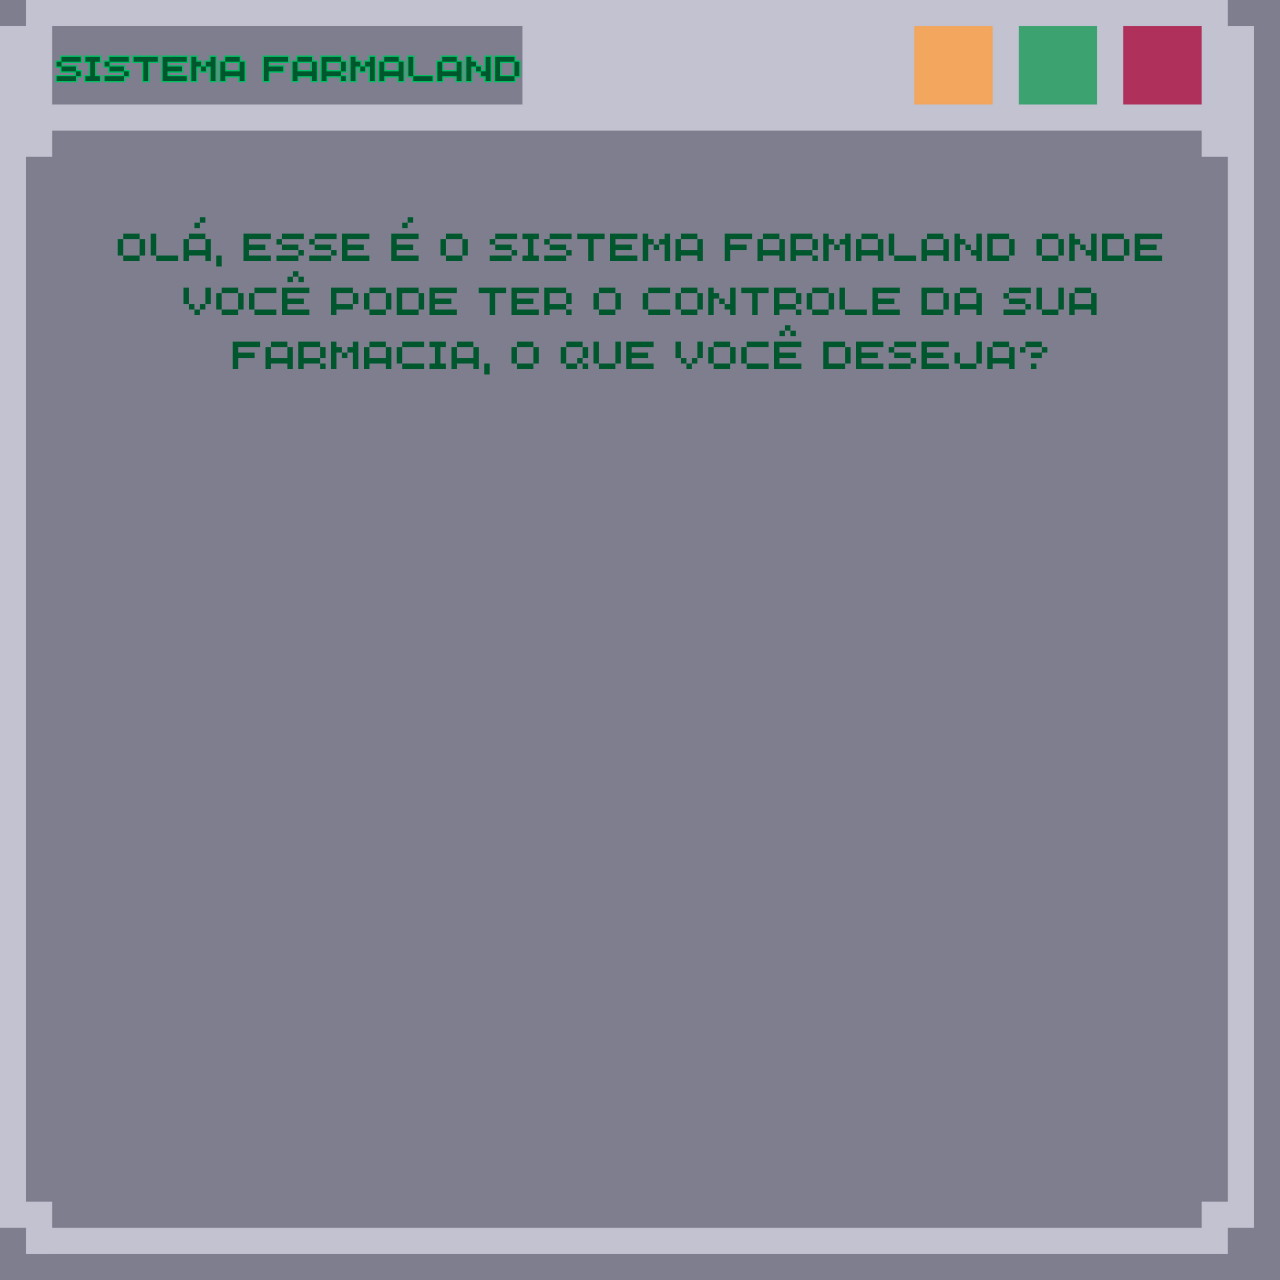 SISTEMA FARMALAND
OLÁ, ESSE É O SISTEMA FARMALAND ONDE
VOCÊ PODE TER O CONTROLE DA SUA
FARMACIA, O QUE VOCÊ DESEJA?